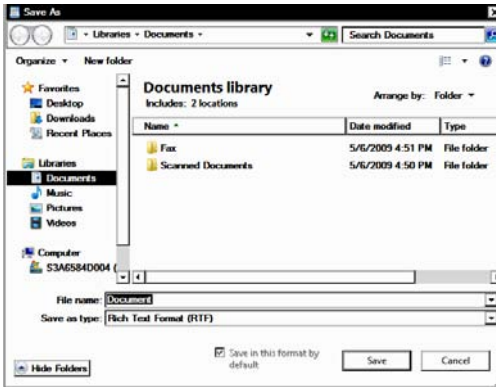 Save As
Libraries Documents
Search Documents
Organize
New folder
Favorites
Desktop
Downloads
Recent Places
Libraries
Documents
Music
Pictures
Videos
Computer
S3A6584D004 (
Documents library
Includes: 2 locations
Arrange by: Folder
Name
Date modified
Type
Fax
5/6/2009 4:51 PM
File folder
Scanned Documents
5/6/2009 4:50 PM
File folder
File name: Document
Save as type: Rich Text Format (RTF)
Hide Folders
Save in this format by
default
Save
Cancel